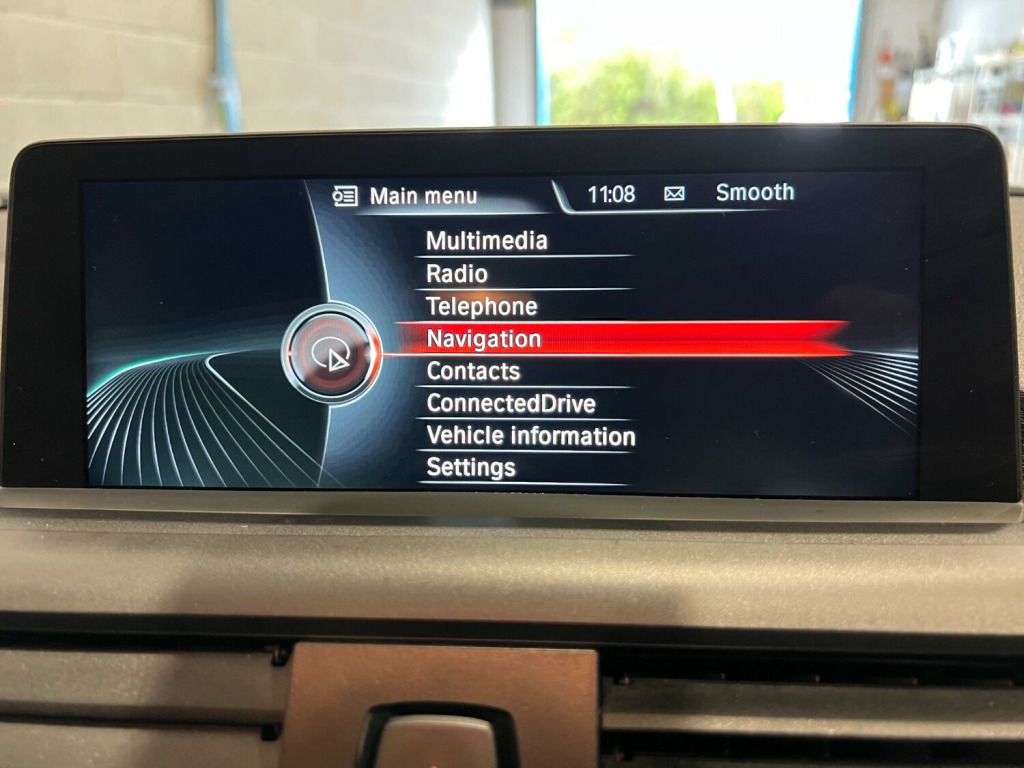 Main menu 11:08 Smooth
Multimedia
Radio
Telephone
Navigation
Contacts
ConnectedDrive
Vehicle information
Settings